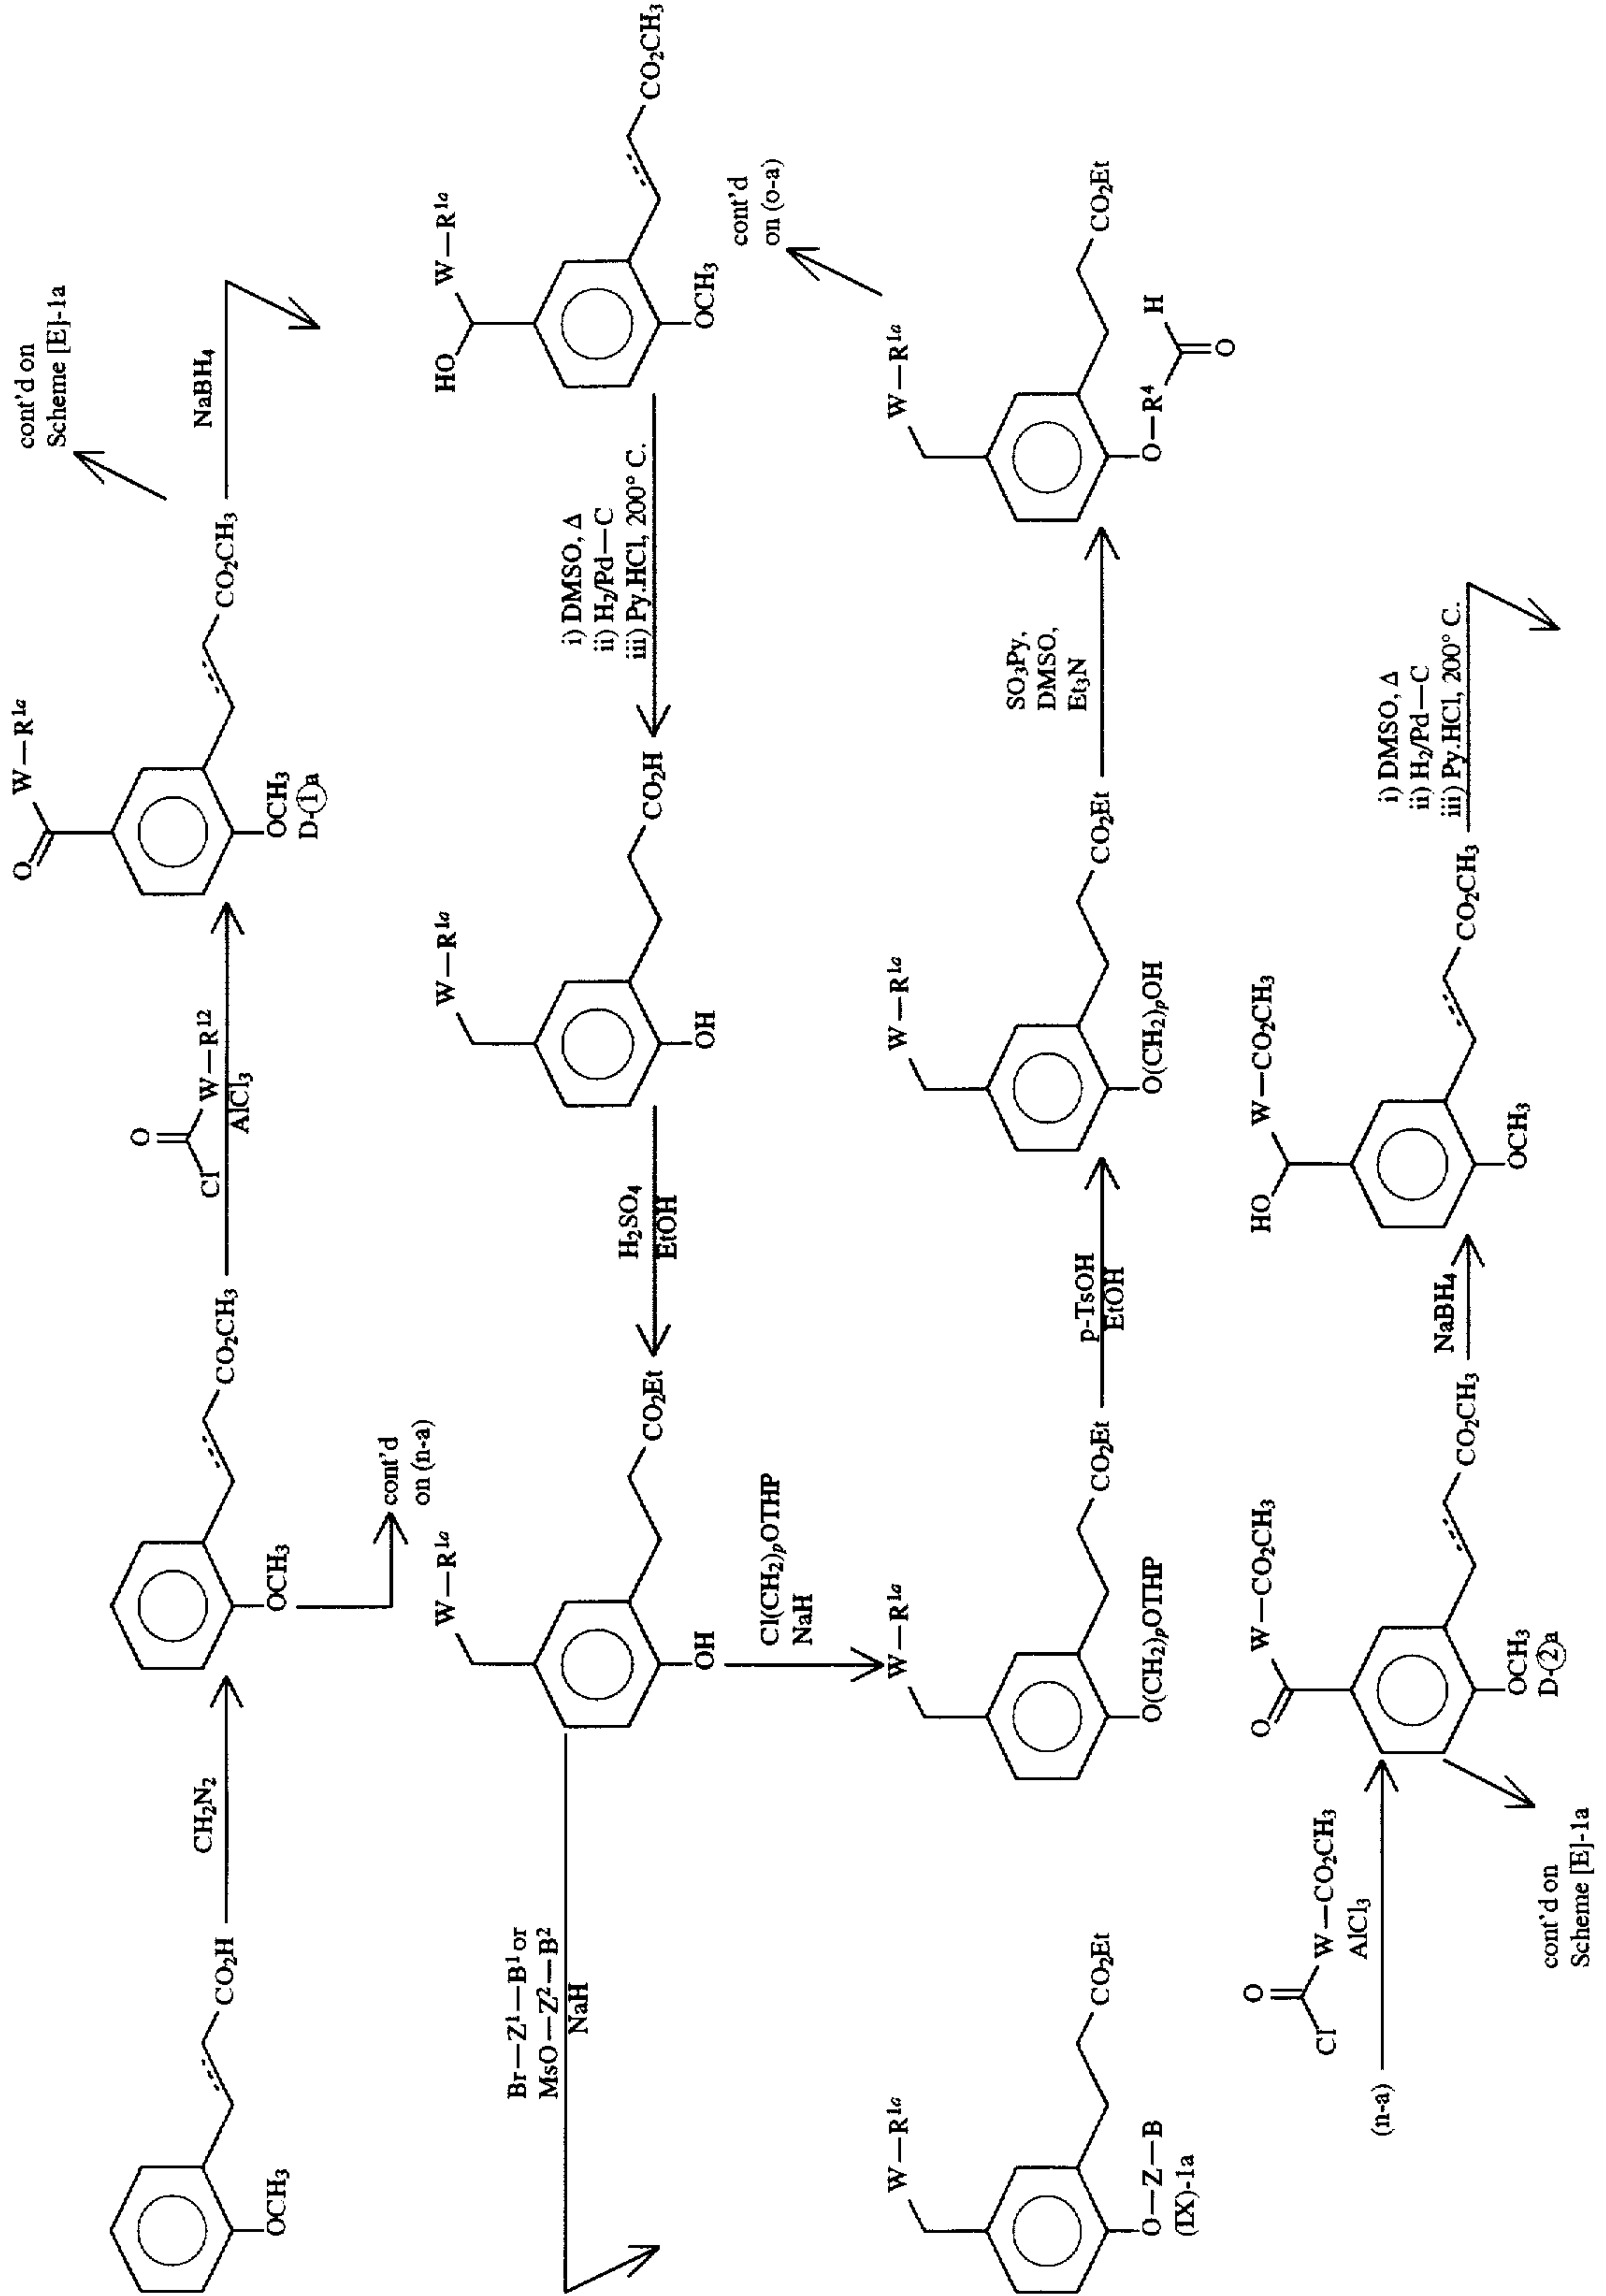 CO₂H
OCH₃
CH₂N₂
CO₂CH₃
OCH₃
cont'd
on (n-a)
O
Cl
W—R¹²
AlCl₃
O
W—R¹ᵃ
CO₂CH₃
OCH₃
D-①a
cont'd on
Scheme [E]-1a
NaBH₄
HO
W—R¹ᵃ
CO₂CH₃
OCH₃
i) DMSO, Δ
ii) H₂/Pd—C
iii) Py.HCl, 200° C.
W—R¹ᵃ
CO₂H
OH
H₂SO₄
EtOH
W—R¹ᵃ
CO₂Et
OH
Br—Z¹—B¹ or
MsO—Z²—B²
NaH
Cl(CH₂)ₚOTHP
NaH
W—R¹ᵃ
CO₂Et
O—Z—B
(IX)-1a
W—R¹ᵃ
CO₂Et
O(CH₂)ₚOTHP
p-TsOH
EtOH
W—R¹ᵃ
CO₂Et
O(CH₂)ₚOH
SO₃Py,
DMSO,
Et₃N
W—R¹ᵃ
CO₂Et
O—R⁴
H
O
cont'd
on (o-a)
(n-a)
O
Cl
W—CO₂CH₃
AlCl₃
O
W—CO₂CH₃
CO₂CH₃
OCH₃
D-②a
cont'd on
Scheme [E]-1a
NaBH₄
HO
W—CO₂CH₃
CO₂CH₃
OCH₃
i) DMSO, Δ
ii) H₂/Pd—C
iii) Py.HCl, 200° C.